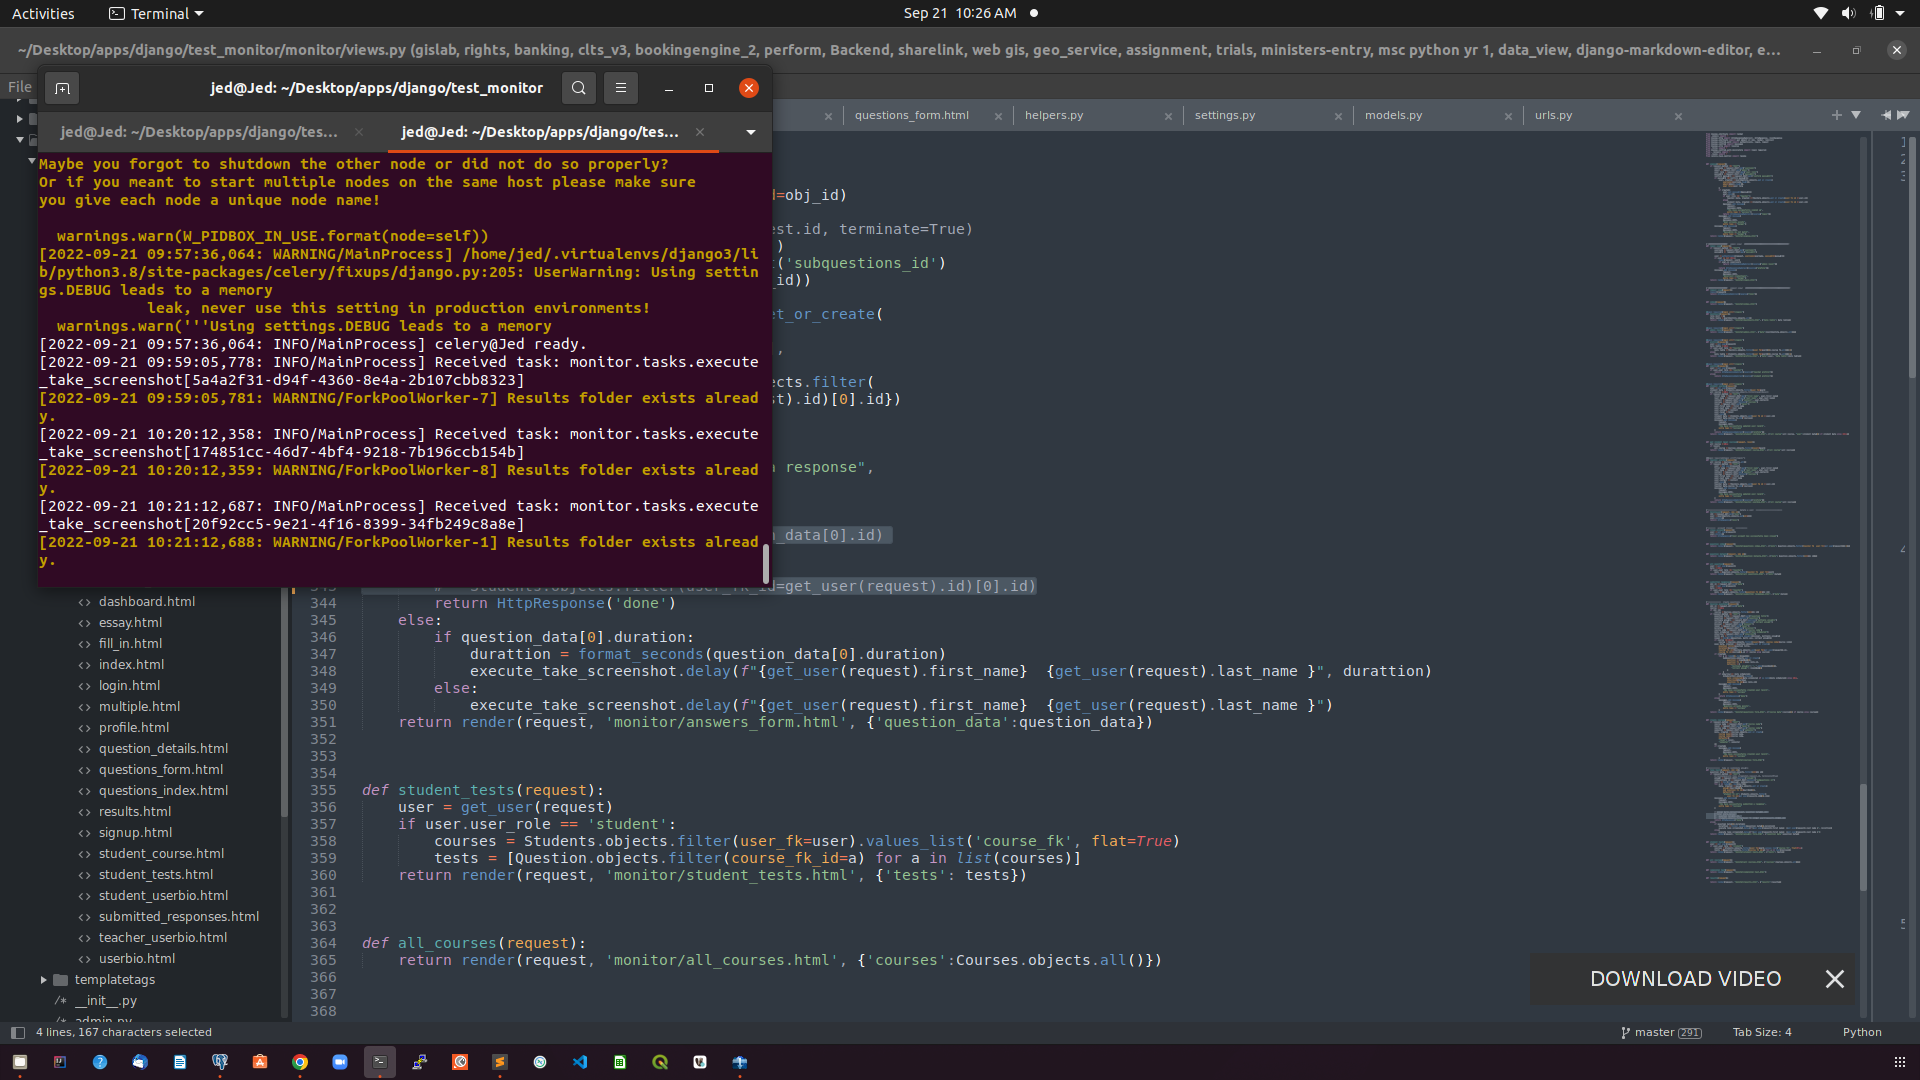 Activities
Terminal
Sep 21  10:26 AM
~/Desktop/apps/django/test_monitor/monitor/views.py (gislab, rights, banking, clts_v3, bookingengine_2, perform, Backend, sharelink, web gis, geo_service, assignment, trials, ministers-entry, msc python yr 1, data_view, django-markdown-editor, e...
File
jed@Jed: ~/Desktop/apps/django/test_monitor
jed@Jed: ~/Desktop/apps/django/tes...
jed@Jed: ~/Desktop/apps/django/tes...
questions_form.html
helpers.py
settings.py
models.py
urls.py
Maybe you forgot to shutdown the other node or did not do so properly?
Or if you meant to start multiple nodes on the same host please make sure
you give each node a unique node name!
warnings.warn(W_PIDBOX_IN_USE.format(node=self))
[2022-09-21 09:57:36,064: WARNING/MainProcess] /home/jed/.virtualenvs/django3/li
b/python3.8/site-packages/celery/fixups/django.py:205: UserWarning: Using settin
gs.DEBUG leads to a memory
leak, never use this setting in production environments!
warnings.warn('''Using settings.DEBUG leads to a memory
[2022-09-21 09:57:36,064: INFO/MainProcess] celery@Jed ready.
[2022-09-21 09:59:05,778: INFO/MainProcess] Received task: monitor.tasks.execute
_take_screenshot[5a4a2f31-d94f-4360-8e4a-2b107cbb8323]
[2022-09-21 09:59:05,781: WARNING/ForkPoolWorker-7] Results folder exists alread
y.
[2022-09-21 10:20:12,358: INFO/MainProcess] Received task: monitor.tasks.execute
_take_screenshot[174851cc-46d7-4bf4-9218-7b196ccb154b]
[2022-09-21 10:20:12,359: WARNING/ForkPoolWorker-8] Results folder exists alread
y.
[2022-09-21 10:21:12,687: INFO/MainProcess] Received task: monitor.tasks.execute
_take_screenshot[20f92cc5-9e21-4f16-8399-34fb249c8a8e]
[2022-09-21 10:21:12,688: WARNING/ForkPoolWorker-1] Results folder exists alread
y.
=obj_id)
est.id, terminate=True)
)
t('subquestions_id')
_id))
et_or_create(
,
ects.filter(
st).id)[0].id})
response",
_data[0].id)
=get_user(request).id)[0].id)
344 return HttpResponse('done')
345 else:
346 if question_data[0].duration:
347 durattion = format_seconds(question_data[0].duration)
348 execute_take_screenshot.delay(f"{get_user(request).first_name}  {get_user(request).last_name }", durattion)
349 else:
350 execute_take_screenshot.delay(f"{get_user(request).first_name}  {get_user(request).last_name }")
351 return render(request, 'monitor/answers_form.html', {'question_data':question_data})
352
353
354
355 def student_tests(request):
356 user = get_user(request)
357 if user.user_role == 'student':
358 courses = Students.objects.filter(user_fk=user).values_list('course_fk', flat=True)
359 tests = [Question.objects.filter(course_fk_id=a) for a in list(courses)]
360 return render(request, 'monitor/student_tests.html', {'tests': tests})
361
362
363
364 def all_courses(request):
365 return render(request, 'monitor/all_courses.html', {'courses':Courses.objects.all()})
366
367
368
dashboard.html
essay.html
fill_in.html
index.html
login.html
multiple.html
profile.html
question_details.html
questions_form.html
questions_index.html
results.html
signup.html
student_course.html
student_tests.html
student_userbio.html
submitted_responses.html
teacher_userbio.html
userbio.html
templatetags
__init__.py
admin.py
DOWNLOAD VIDEO
4 lines, 167 characters selected
master 291
Tab Size: 4
Python